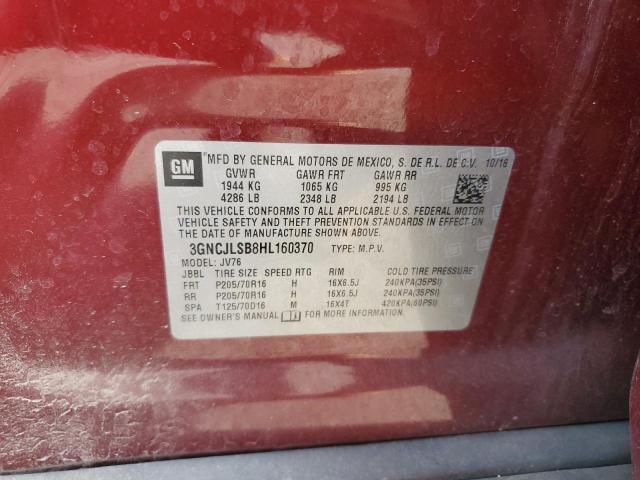 GM
MFD BY GENERAL MOTORS DE MEXICO, S. DE R.L. DE C.V. 10/16
GVWR GAWR FRT GAWR RR
1944 KG 1065 KG 995 KG
4286 LB 2348 LB 2194 LB
THIS VEHICLE CONFORMS TO ALL APPLICABLE U.S. FEDERAL MOTOR
VEHICLE SAFETY AND THEFT PREVENTION STANDARDS IN EFFECT ON
THE DATE OF MANUFACTURE SHOWN ABOVE.
3GNCJLSB8HL160370 TYPE: M.P.V.
MODEL: JV76
JBBL TIRE SIZE SPEED RTG RIM COLD TIRE PRESSURE
FRT P205/70R16 H 16X6.5J 240KPA(35PSI)
RR P205/70R16 H 16X6.5J 240KPA(35PSI)
SPA T125/70D16 M 16X4T 420KPA(60PSI)
SEE OWNER'S MANUAL FOR MORE INFORMATION.